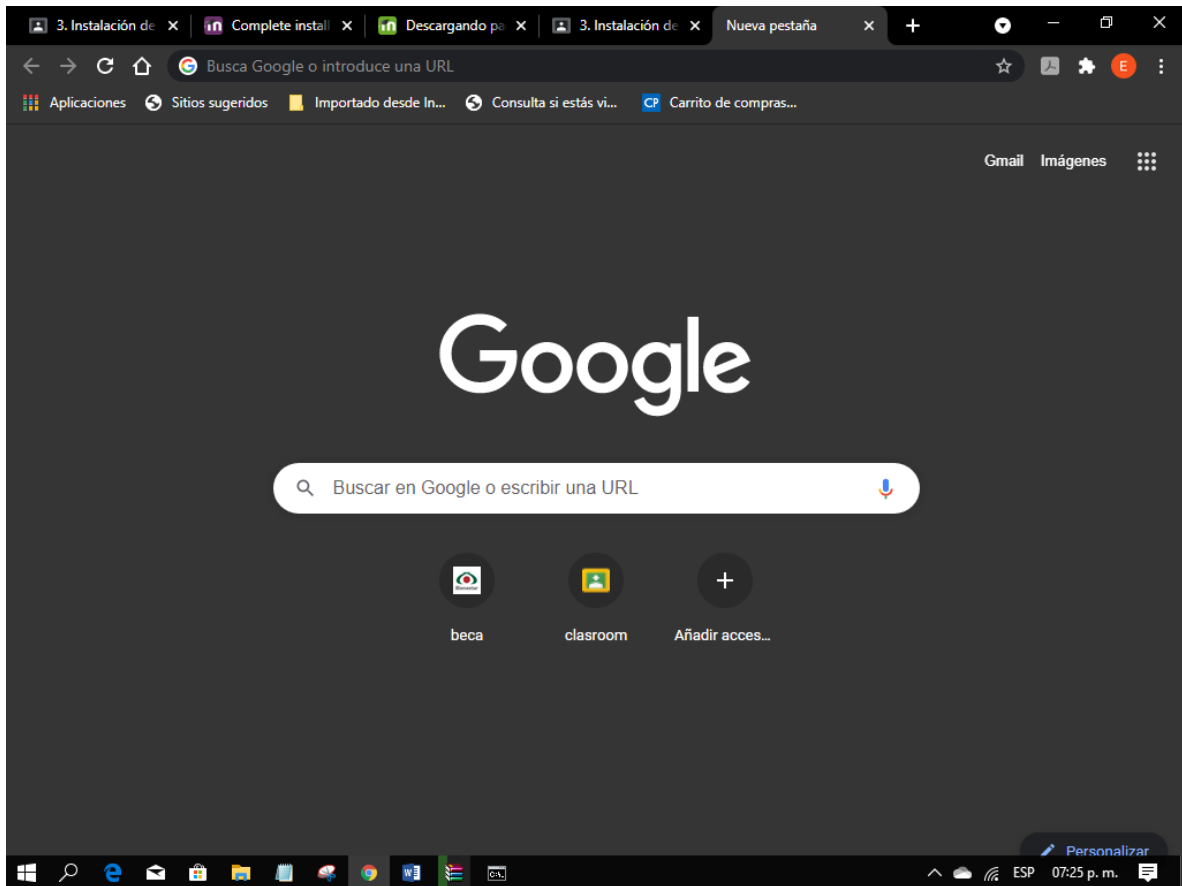 3. Instalación de
Complete install
Descargando pa
3. Instalación de
Nueva pestaña
Busca Google o introduce una URL
E
Aplicaciones
Sitios sugeridos
Importado desde In...
Consulta si estás vi...
CP Carrito de compras...
Gmail Imágenes
Google
Buscar en Google o escribir una URL
beca
clasroom
Añadir acces...
Personalizar
ESP 07:25 p. m.